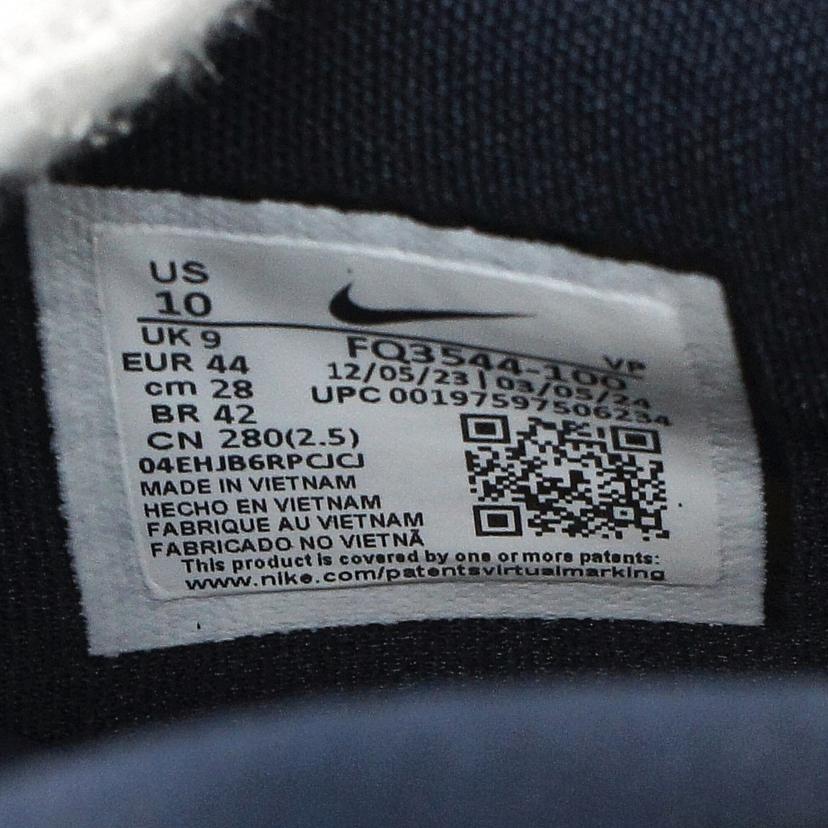 US
10
UK 9
EUR 44
cm 28
BR 42
CN 280(2.5)
04EHJB6RPCJCJ
MADE IN VIETNAM
HECHO EN VIETNAM
FABRIQUE AU VIETNAM
FABRICADO NO VIETNÃ
VP
FQ3544-100
12/05/23 | 03/05/24
UPC 00197597506234
This product is covered by one or more patents:
www.nike.com/patentsvirtualmarking